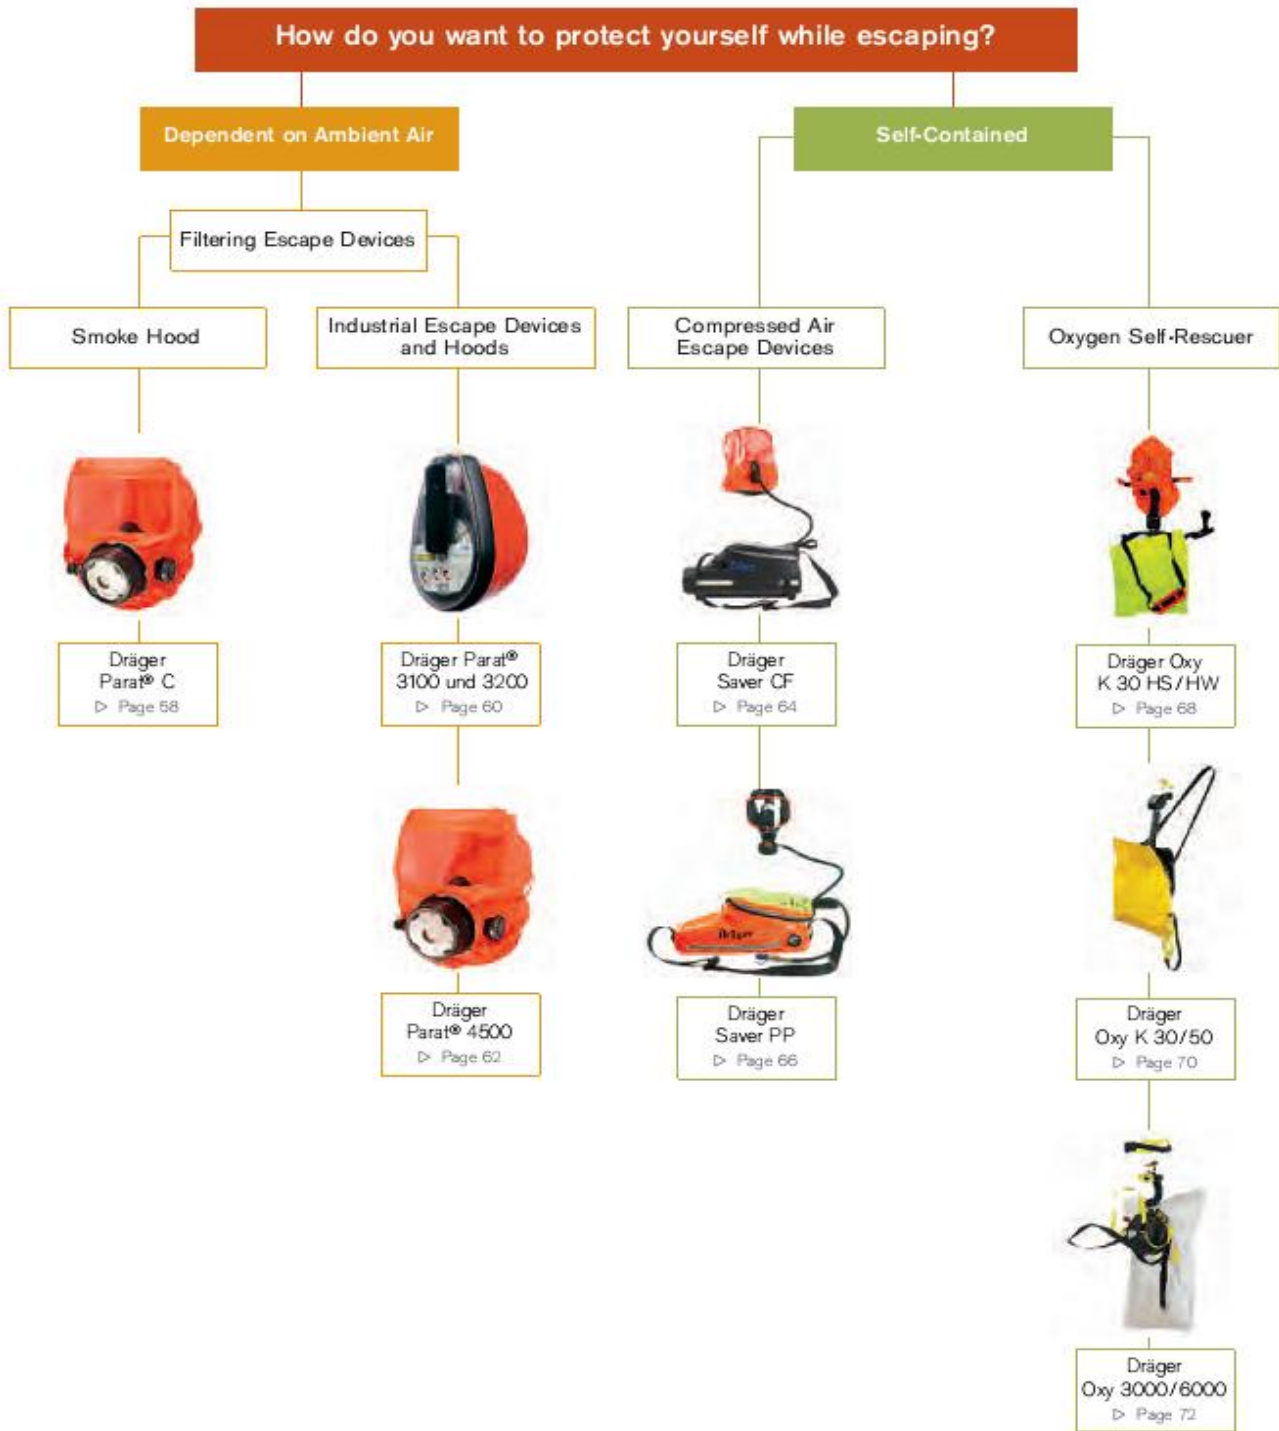 How do you want to protect yourself while escaping?
Dependent on Ambient Air
Self-Contained
Filtering Escape Devices
Smoke Hood
Industrial Escape Devices
and Hoods
Compressed Air
Escape Devices
Oxygen Self-Rescuer
Dräger
Parat® C
▷ Page 58
Dräger Parat®
3100 und 3200
▷ Page 60
Dräger
Saver CF
▷ Page 64
Dräger Oxy
K 30 HS/HW
▷ Page 68
Dräger
Dräger
Parat® 4500
▷ Page 62
Dräger
Saver PP
▷ Page 66
Dräger
Oxy K 30/50
▷ Page 70
Dräger
Oxy 3000/6000
▷ Page 72